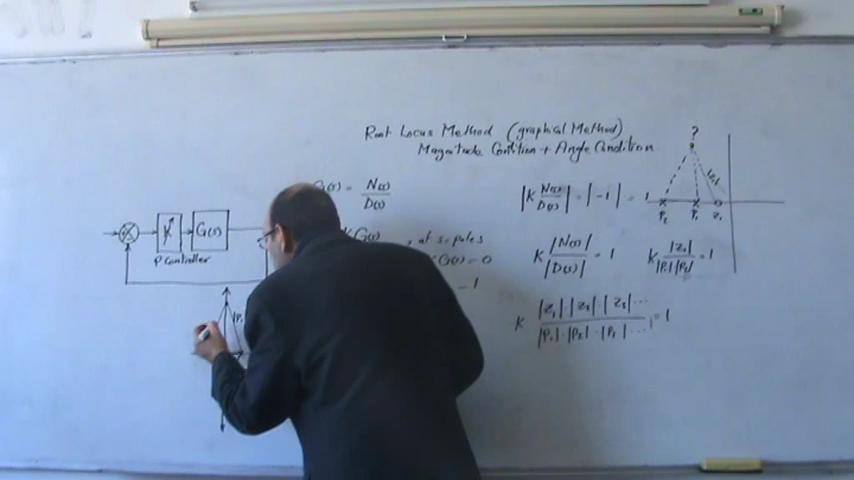 Root Locus Method (graphical Method)
Magnitude Condition + Angle Condition
?
|z₁|
P₂ P₁ Z₁
G(s) = N(s)/D(s)
|K N(s)/D(s)| = |-1| = 1
K G(s)
, at s=poles
G(s) = 0
-1
K |N(s)|/|D(s)| = 1
K |Z₁|/|P₁||P₂| = 1
K |Z₁|·|Z₂|·|Z₃|.../|P₁|·|P₂|·|P₃|... = 1
K
G(s)
P Controller
|P₁